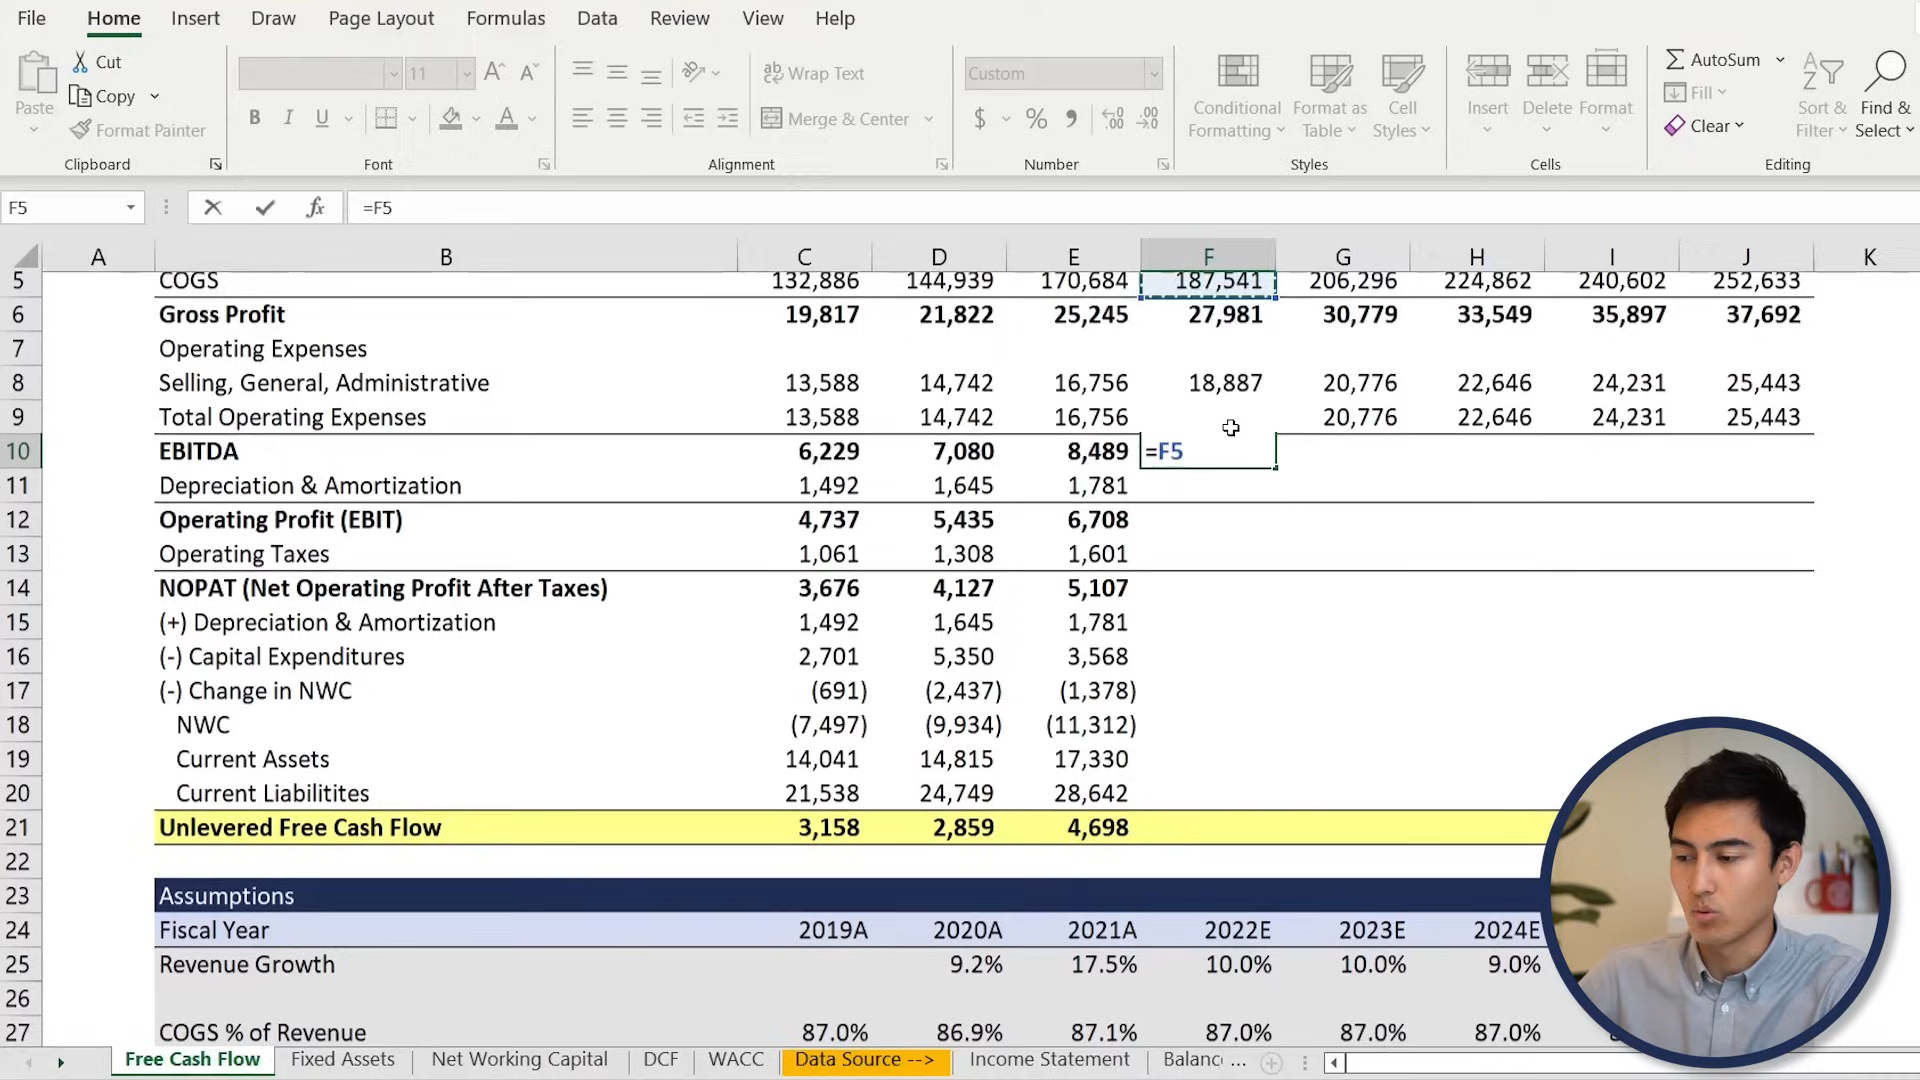 File Home Insert Draw Page Layout Formulas Data Review View Help
Paste Cut Copy Format Painter Clipboard
11 A A B I U A Font
ab Wrap Text Merge & Center Alignment
Custom $ % , Number
Conditional Formatting Format as Table Cell Styles Styles
Insert Delete Format Cells
AutoSum Fill Clear Sort & Filter Find & Select Editing
F5 fx =F5
A B C D E F G H I J K
5 COGS 132,886 144,939 170,684 187,541 206,296 224,862 240,602 252,633
6 Gross Profit 19,817 21,822 25,245 27,981 30,779 33,549 35,897 37,692
7 Operating Expenses
8 Selling, General, Administrative 13,588 14,742 16,756 18,887 20,776 22,646 24,231 25,443
9 Total Operating Expenses 13,588 14,742 16,756 20,776 22,646 24,231 25,443
10 EBITDA 6,229 7,080 8,489 =F5
11 Depreciation & Amortization 1,492 1,645 1,781
12 Operating Profit (EBIT) 4,737 5,435 6,708
13 Operating Taxes 1,061 1,308 1,601
14 NOPAT (Net Operating Profit After Taxes) 3,676 4,127 5,107
15 (+) Depreciation & Amortization 1,492 1,645 1,781
16 (-) Capital Expenditures 2,701 5,350 3,568
17 (-) Change in NWC (691) (2,437) (1,378)
18 NWC (7,497) (9,934) (11,312)
19 Current Assets 14,041 14,815 17,330
20 Current Liabilitites 21,538 24,749 28,642
21 Unlevered Free Cash Flow 3,158 2,859 4,698
22
23 Assumptions
24 Fiscal Year 2019A 2020A 2021A 2022E 2023E 2024E
25 Revenue Growth 9.2% 17.5% 10.0% 10.0% 9.0%
26
27 COGS % of Revenue 87.0% 86.9% 87.1% 87.0% 87.0% 87.0%
Free Cash Flow Fixed Assets Net Working Capital DCF WACC Data Source --> Income Statement Balanc ...